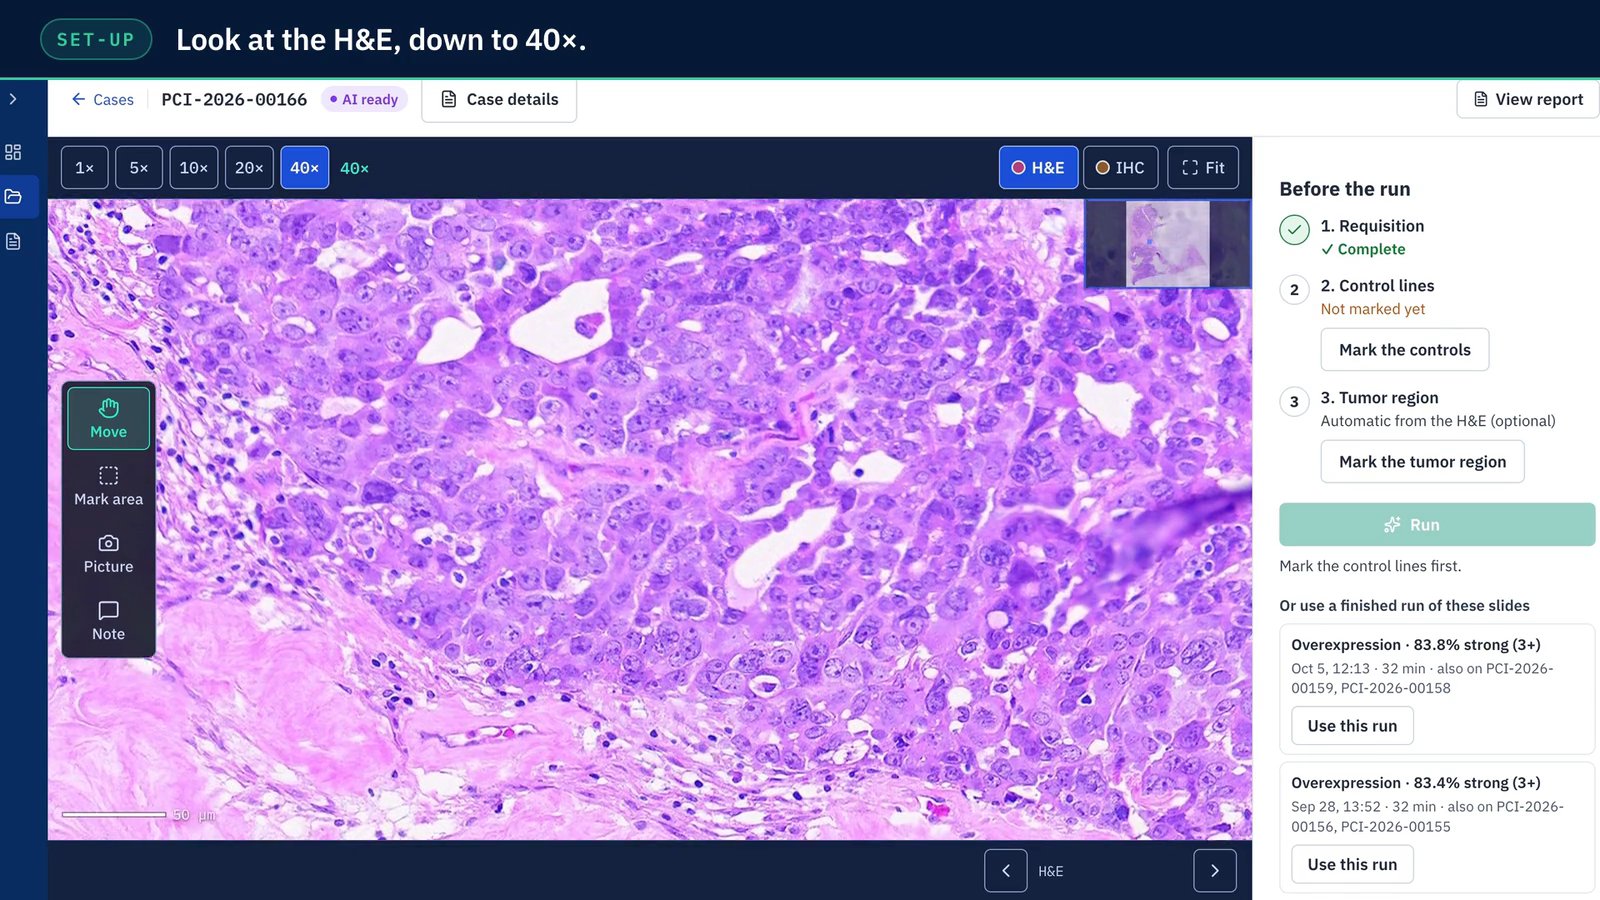 SET-UP
Look at the H&E, down to 40×.
Cases
PCI-2026-00166
AI ready
Case details
View report
1×
5×
10×
20×
40×
40×
H&E
IHC
Fit
Move
Mark area
Picture
Note
50 µm
H&E
Before the run
1. Requisition
✓ Complete
2
2. Control lines
Not marked yet
Mark the controls
3
3. Tumor region
Automatic from the H&E (optional)
Mark the tumor region
Run
Mark the control lines first.
Or use a finished run of these slides
Overexpression · 83.8% strong (3+)
Oct 5, 12:13 · 32 min · also on PCI-2026-
00159, PCI-2026-00158
Use this run
Overexpression · 83.4% strong (3+)
Sep 28, 13:52 · 32 min · also on PCI-2026-
00156, PCI-2026-00155
Use this run